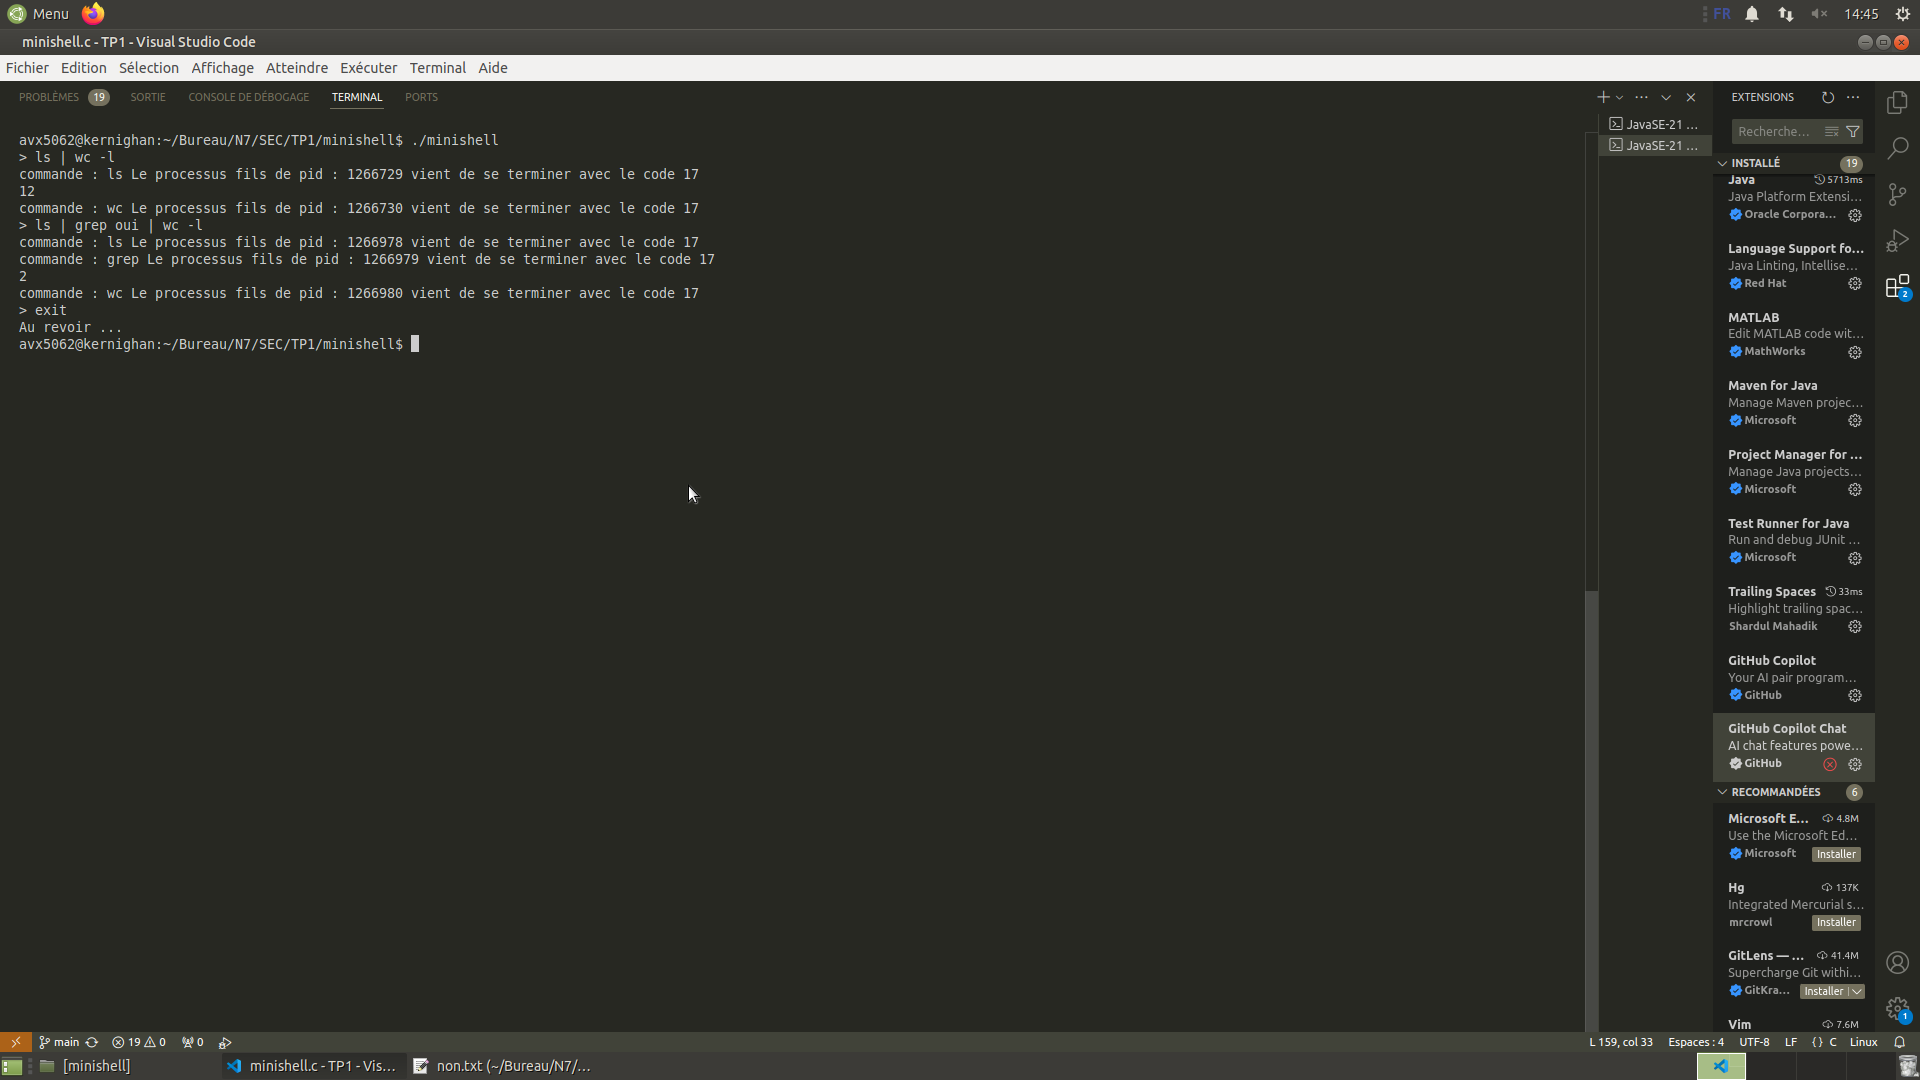 Menu
FR
14:45
minishell.c - TP1 - Visual Studio Code
Fichier Edition Sélection Affichage Atteindre Exécuter Terminal Aide
PROBLÈMES 19 SORTIE CONSOLE DE DÉBOGAGE TERMINAL PORTS
avx5062@kernighan:~/Bureau/N7/SEC/TP1/minishell$ ./minishell
> ls | wc -l
commande : ls Le processus fils de pid : 1266729 vient de se terminer avec le code 17
12
commande : wc Le processus fils de pid : 1266730 vient de se terminer avec le code 17
> ls | grep oui | wc -l
commande : ls Le processus fils de pid : 1266978 vient de se terminer avec le code 17
commande : grep Le processus fils de pid : 1266979 vient de se terminer avec le code 17
2
commande : wc Le processus fils de pid : 1266980 vient de se terminer avec le code 17
> exit
Au revoir ...
avx5062@kernighan:~/Bureau/N7/SEC/TP1/minishell$
JavaSE-21 ...
JavaSE-21 ...
EXTENSIONS
Recherche...
INSTALLÉ 19
Java 5713ms
Java Platform Extensi...
Oracle Corpora...
Language Support fo...
Java Linting, Intellise...
Red Hat
MATLAB
Edit MATLAB code wit...
MathWorks
Maven for Java
Manage Maven projec...
Microsoft
Project Manager for ...
Manage Java projects...
Microsoft
Test Runner for Java
Run and debug JUnit ...
Microsoft
Trailing Spaces 33ms
Highlight trailing spac...
Shardul Mahadik
GitHub Copilot
Your AI pair program...
GitHub
GitHub Copilot Chat
AI chat features powe...
GitHub
RECOMMANDÉES 6
Microsoft E... 4.8M
Use the Microsoft Ed...
Microsoft Installer
Hg 137K
Integrated Mercurial s...
mrcrowl Installer
GitLens — ... 41.4M
Supercharge Git withi...
GitKra... Installer
Vim 7.6M
2
1
main 19 0 0
L 159, col 33 Espaces : 4 UTF-8 LF { } C Linux
[minishell] minishell.c - TP1 - Vis... non.txt (~/Bureau/N7/...